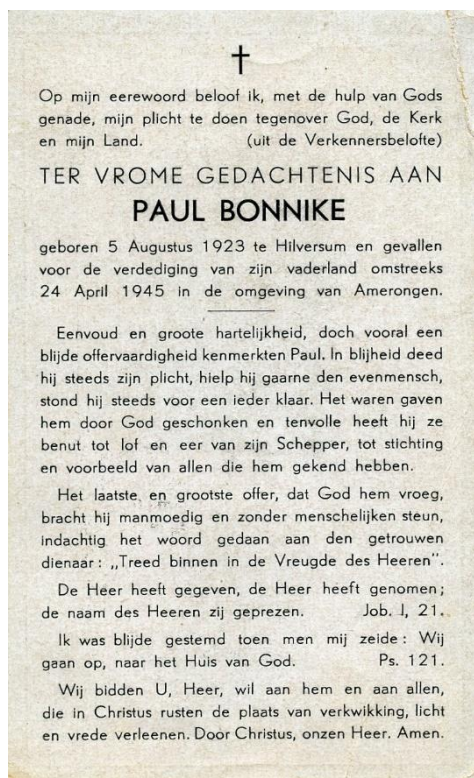 Op mijn eerewoord beloof ik, met de hulp van Gods
genade, mijn plicht te doen tegenover God, de Kerk
en mijn Land. (uit de Verkennersbelofte)
TER VROME GEDACHTENIS AAN
PAUL BONNIKE
geboren 5 Augustus 1923 te Hilversum en gevallen
voor de verdediging van zijn vaderland omstreeks
24 April 1945 in de omgeving van Amerongen.
Eenvoud en groote hartelijkheid, doch vooral een
blijde offervaardigheid kenmerkten Paul. In blijheid deed
hij steeds zijn plicht, hielp hij gaarne den evenmensch,
stond hij steeds voor een ieder klaar. Het waren gaven
hem door God geschonken en tenvolle heeft hij ze
benut tot lof en eer van zijn Schepper, tot stichting
en voorbeeld van allen die hem gekend hebben.
Het laatste en grootste offer, dat God hem vroeg,
bracht hij manmoedig en zonder menschelijken steun,
indachtig het woord gedaan aan den getrouwen
dienaar: „Treed binnen in de Vreugde des Heeren".
De Heer heeft gegeven, de Heer heeft genomen;
de naam des Heeren zij geprezen. Job. I, 21.
Ik was blijde gestemd toen men mij zeide: Wij
gaan op, naar het Huis van God. Ps. 121.
Wij bidden U, Heer, wil aan hem en aan allen,
die in Christus rusten de plaats van verkwikking, licht
en vrede verleenen. Door Christus, onzen Heer. Amen.